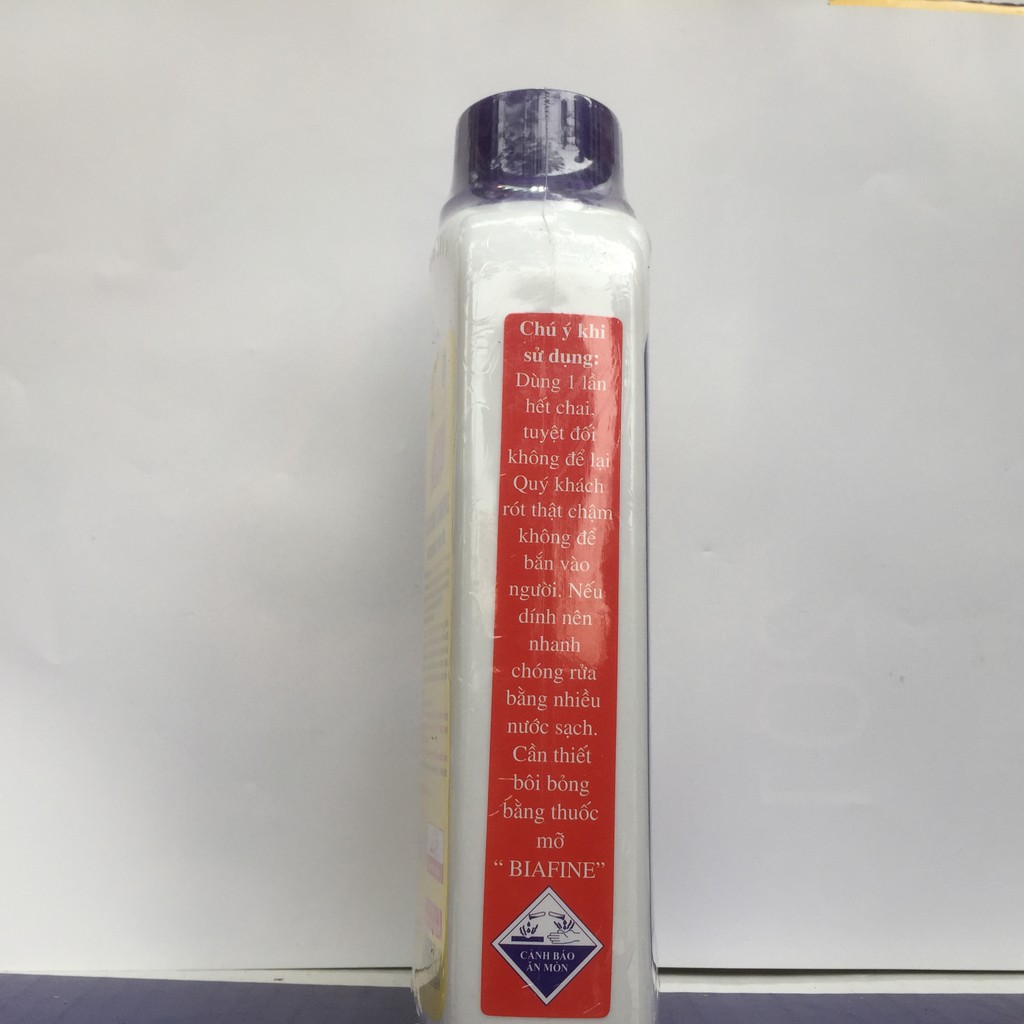 Chú ý khi
sử dụng:
Dùng 1 lần
hết chai,
tuyệt đối
không để lại
Quý khách
rót thật chậm
không để
bắn vào
người. Nếu
dính nên
nhanh
chóng rửa
bằng nhiều
nước sạch.
Cần thiết
bôi bỏng
bằng thuốc
mỡ
“ BIAFINE”
CẢNH BÁO
ĂN MÒN